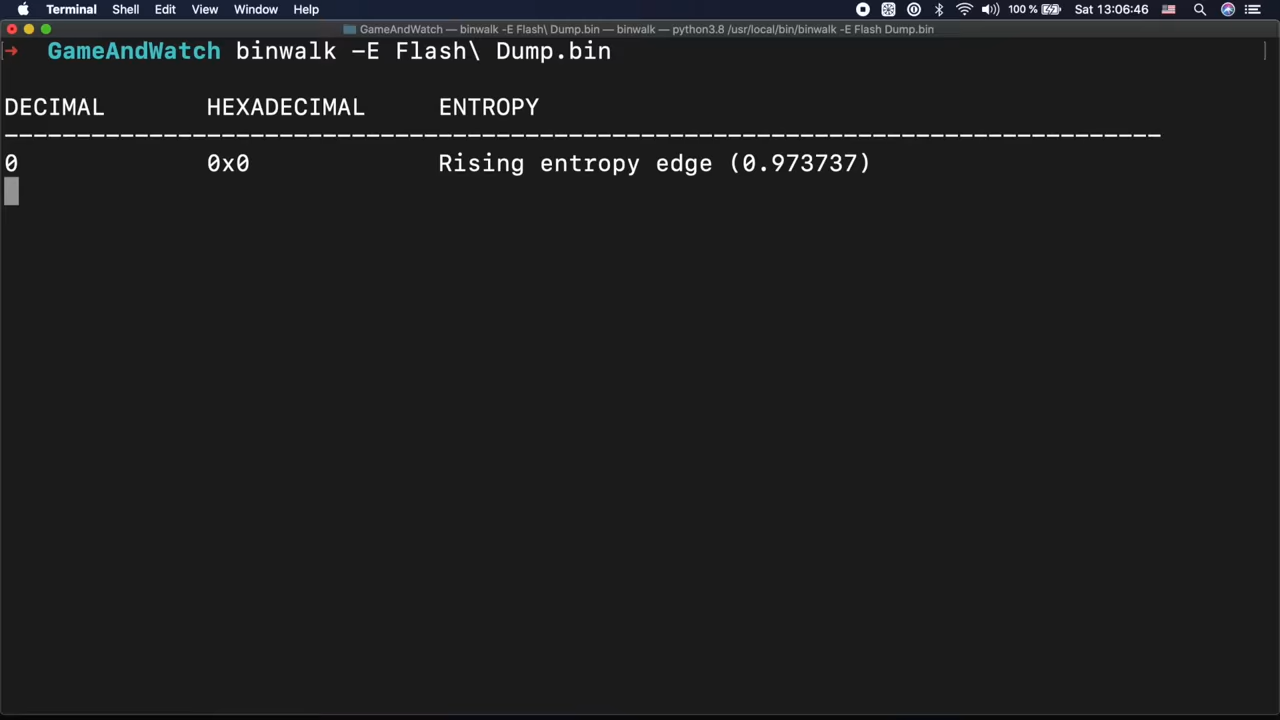 Terminal Shell Edit View Window Help 100 % Sat 13:06:46
GameAndWatch — binwalk -E Flash\ Dump.bin — binwalk — python3.8 /usr/local/bin/binwalk -E Flash Dump.bin
→ GameAndWatch binwalk -E Flash\ Dump.bin ]
DECIMAL HEXADECIMAL ENTROPY
--------------------------------------------------------------------------------
0 0x0 Rising entropy edge (0.973737)